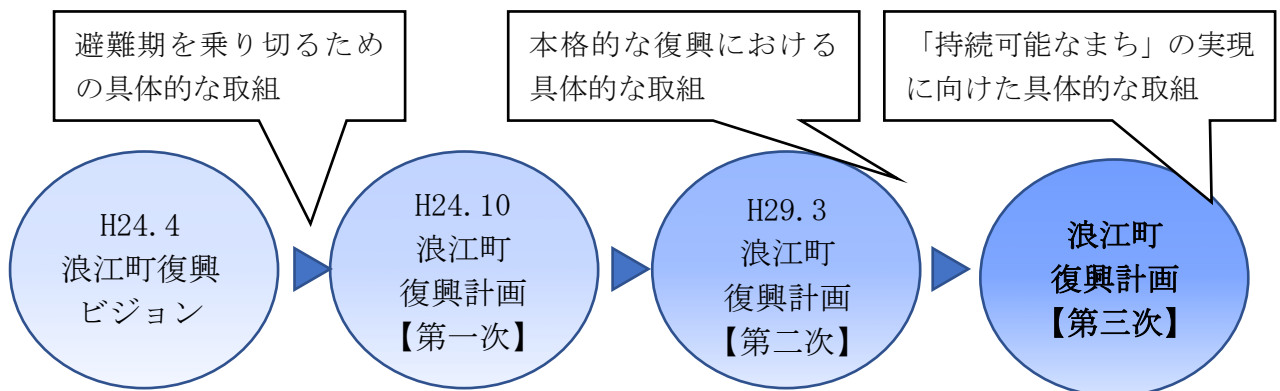 避難期を乗り切るため
の具体的な取組
本格的な復興における
具体的な取組
「持続可能なまち」の実現
に向けた具体的な取組
H24.4
浪江町復興
ビジョン
H24.10
浪江町
復興計画
【第一次】
H29.3
浪江町
復興計画
【第二次】
浪江町
復興計画
【第三次】